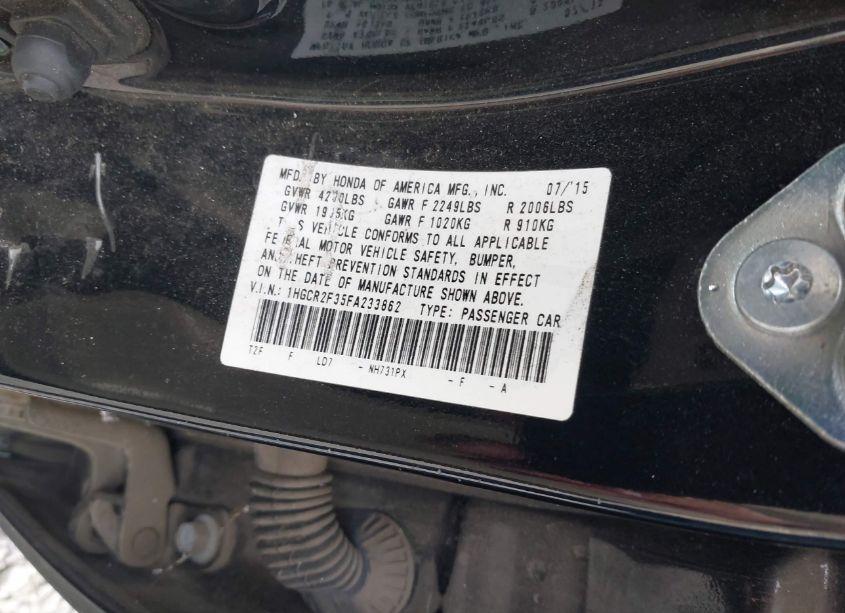 MFD. BY HONDA OF AMERICA MFG., INC. 07/'15
GVWR LBS GAWR F 2249LBS R 2006LBS
GVWR KG GAWR F 1020KG R 910KG
VEHICLE CONFORMS TO ALL APPLICABLE
MOTOR VEHICLE SAFETY, BUMPER,
PREVENTION STANDARDS IN EFFECT
ON THE DATE OF MANUFACTURE SHOWN ABOVE.
V.I.N.: 1HGCR2F35FA233862 TYPE: PASSENGER CAR
T2F F LD7 - NH731PX - F - A